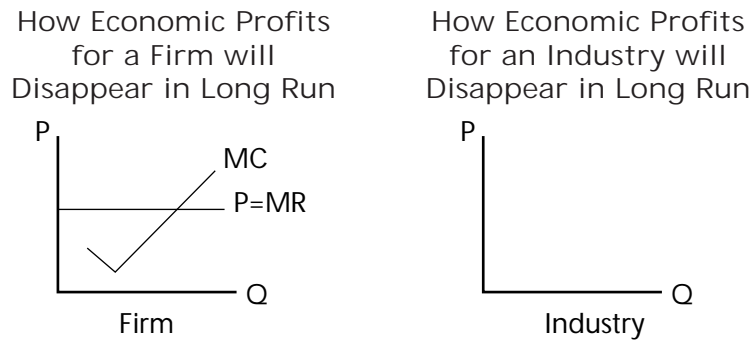 How Economic Profits
for a Firm will
Disappear in Long Run
P
MC
P=MR
Q
Firm
How Economic Profits
for an Industry will
Disappear in Long Run
P
Q
Industry